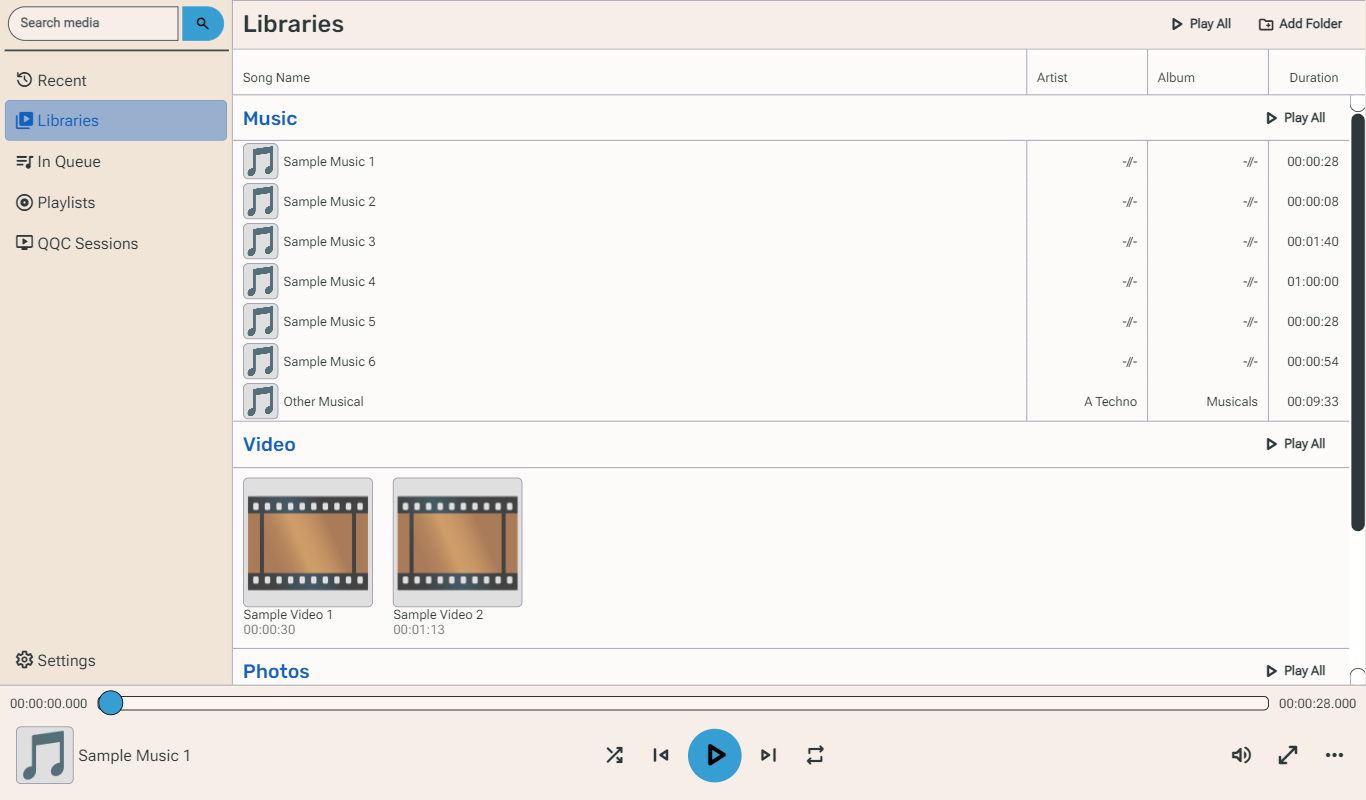 Search media
Recent
Libraries
In Queue
Playlists
QQC Sessions
Settings
Libraries
Play All
Add Folder
Song Name Artist Album Duration
Music
Play All
Sample Music 1 -//- -//- 00:00:28
Sample Music 2 -//- -//- 00:00:08
Sample Music 3 -//- -//- 00:01:40
Sample Music 4 -//- -//- 01:00:00
Sample Music 5 -//- -//- 00:00:28
Sample Music 6 -//- -//- 00:00:54
Other Musical A Techno Musicals 00:09:33
Video
Play All
Sample Video 1
00:00:30
Sample Video 2
00:01:13
Photos
Play All
00:00:00.000
00:00:28.000
Sample Music 1